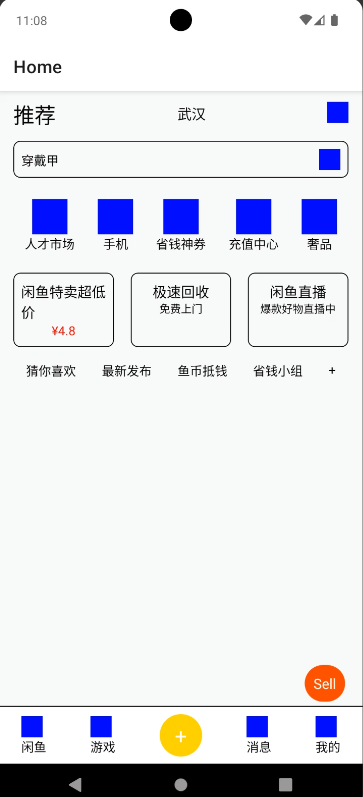 11:08
Home
推荐
武汉
穿戴甲
人才市场
手机
省钱神券
充值中心
奢品
闲鱼特卖超低
价
¥4.8
极速回收
免费上门
闲鱼直播
爆款好物直播中
猜你喜欢
最新发布
鱼币抵钱
省钱小组
+
Sell
闲鱼
游戏
+
消息
我的